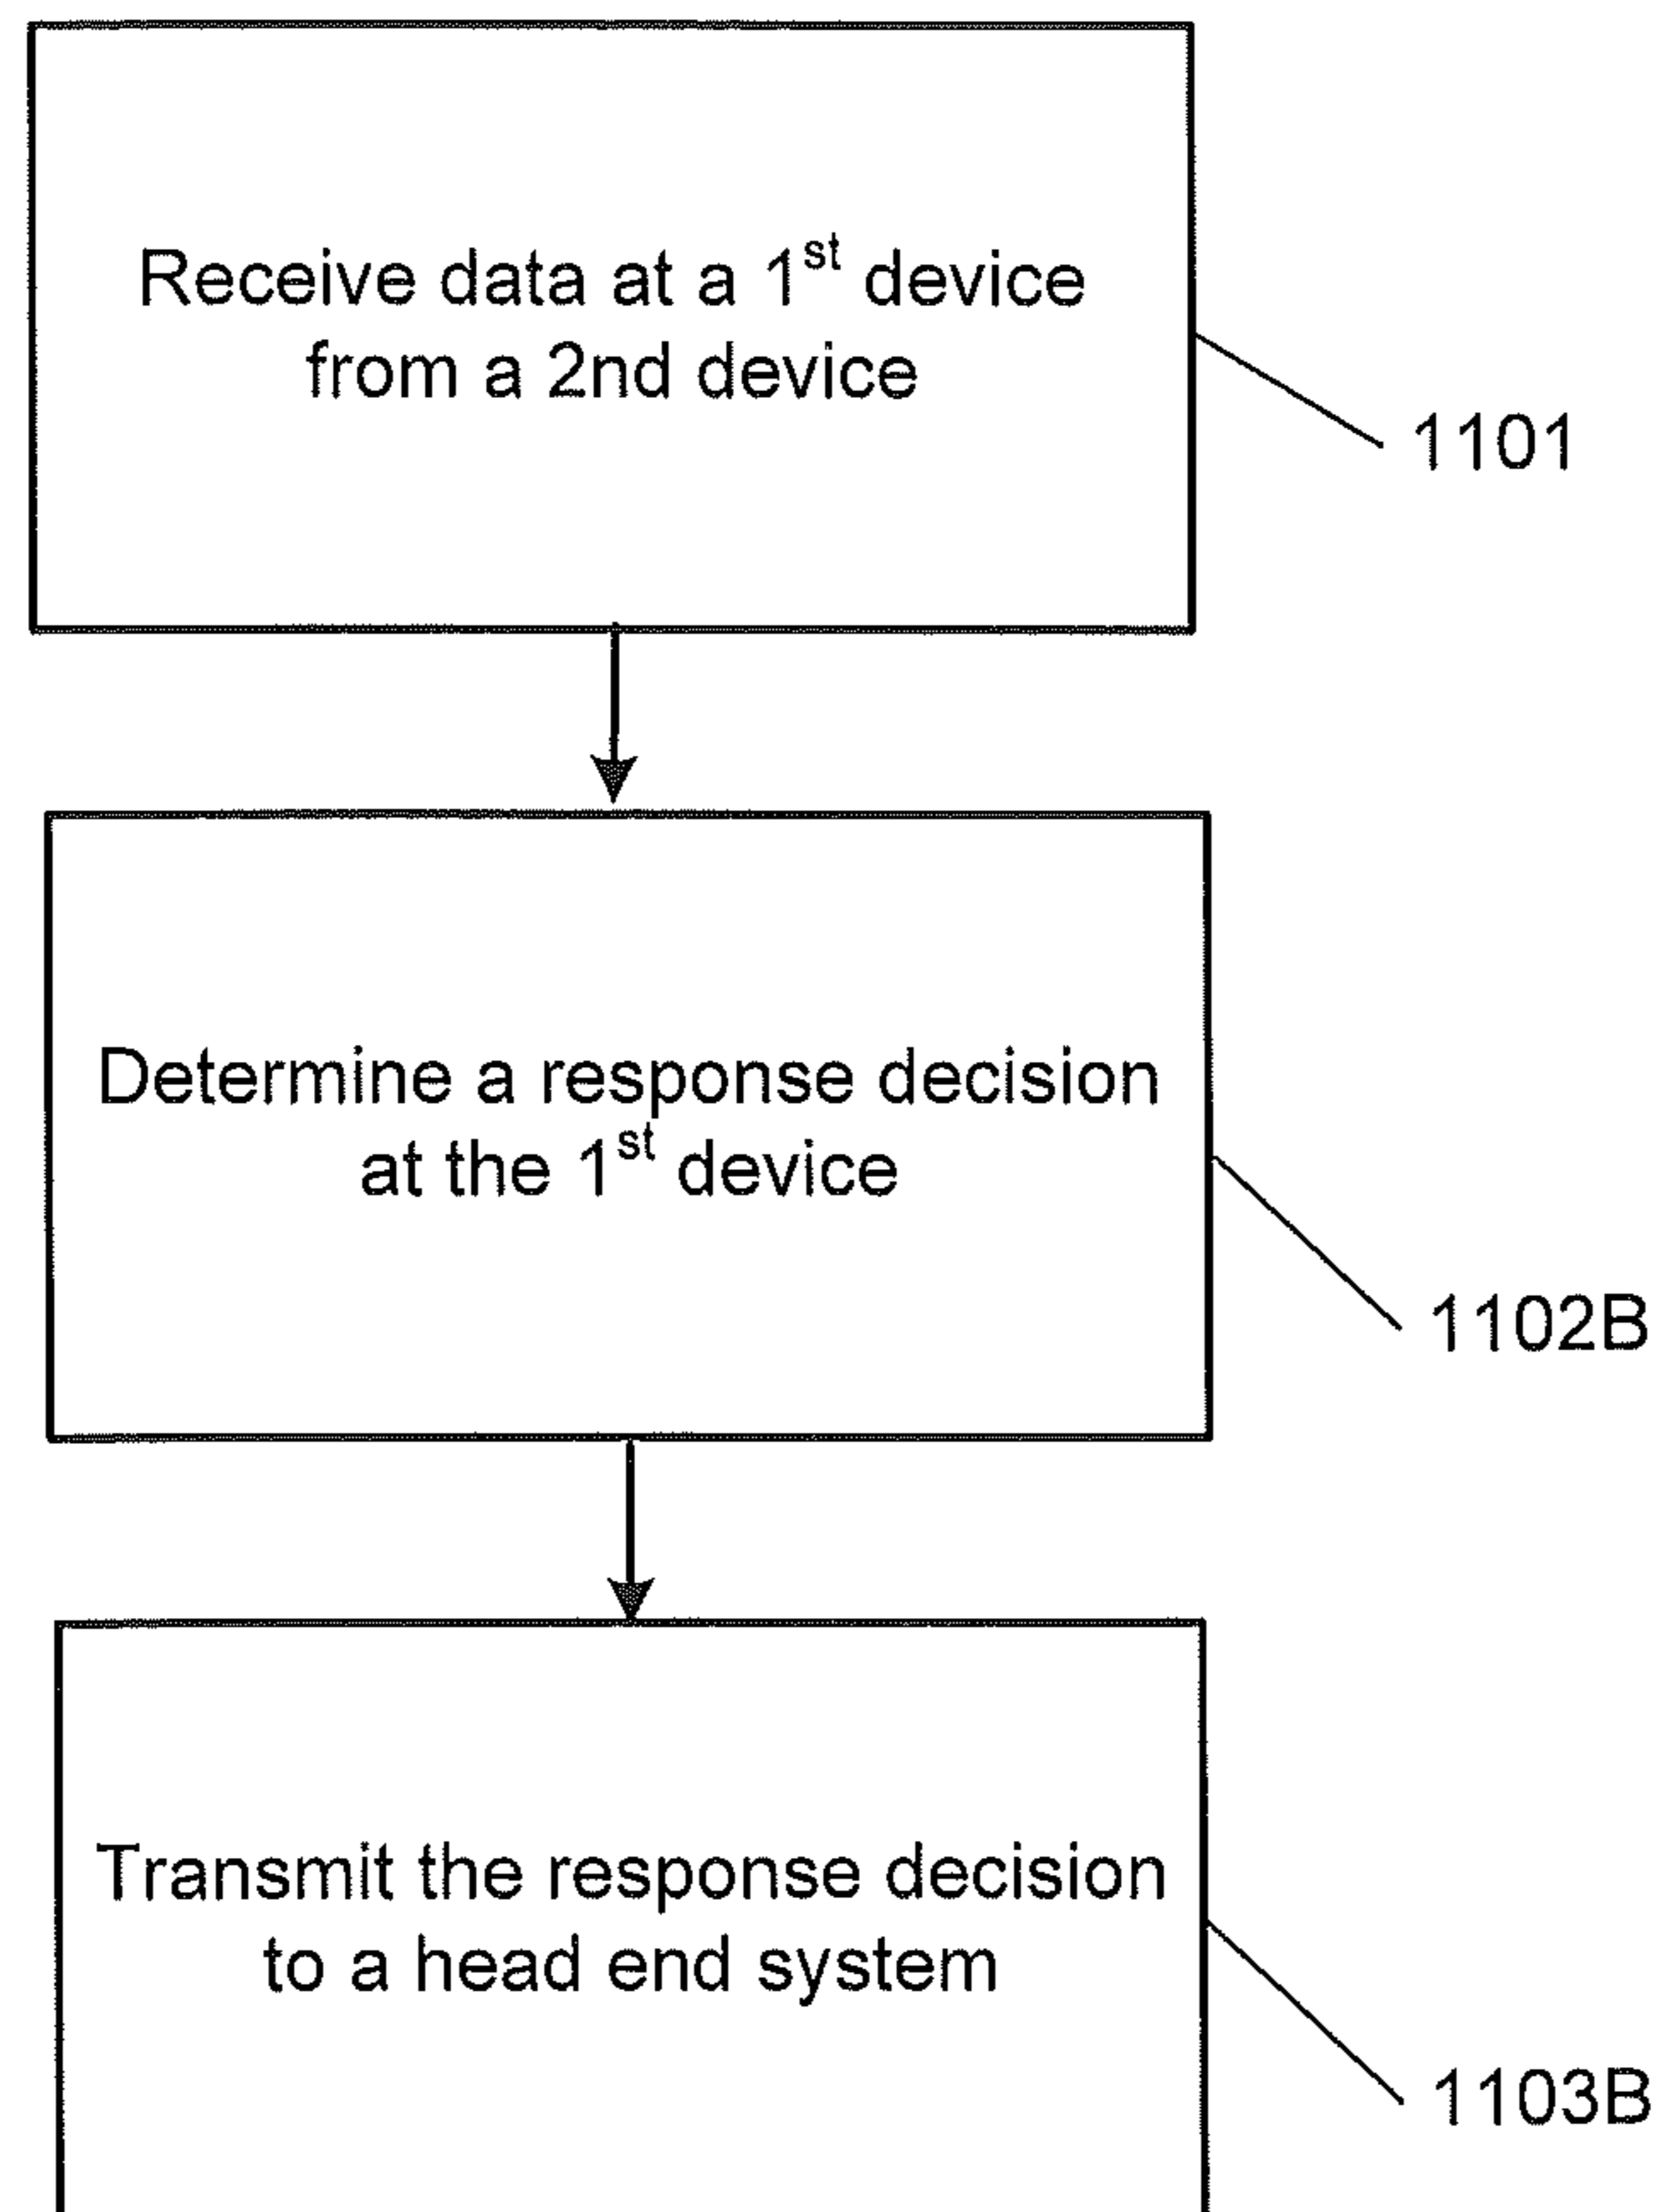 Receive data at a 1st device
from a 2nd device
1101
Determine a response decision
at the 1st device
1102B
Transmit the response decision
to a head end system
1103B